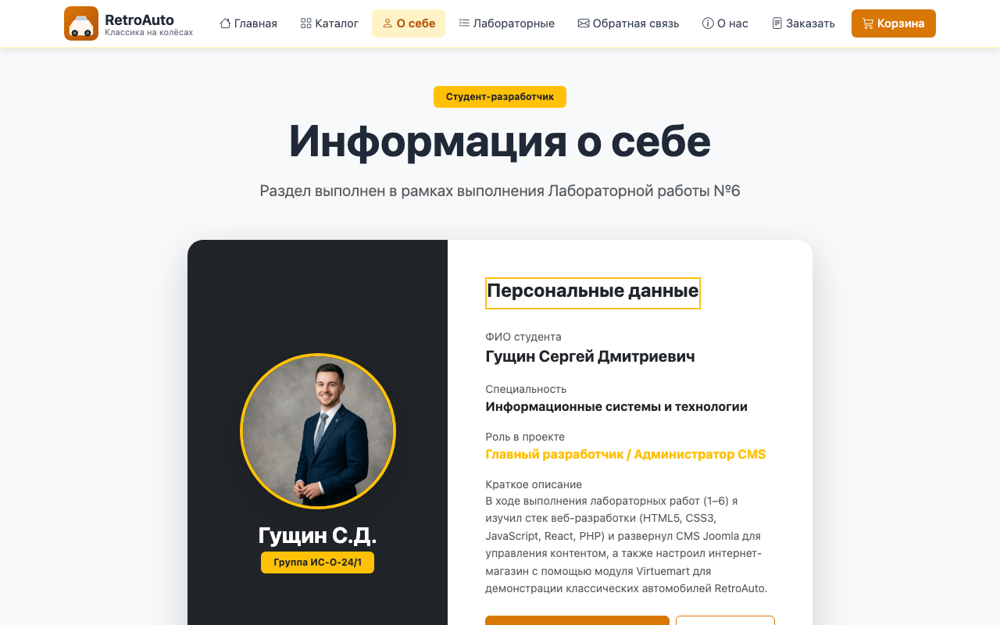 RetroAuto
Классика на колёсах
Главная
Каталог
О себе
Лабораторные
Обратная связь
О нас
Заказать
Корзина
Студент-разработчик
Информация о себе
Раздел выполнен в рамках выполнения Лабораторной работы №6
Гущин С.Д.
Группа ИС-О-24/1
Персональные данные
ФИО студента
Гущин Сергей Дмитриевич
Специальность
Информационные системы и технологии
Роль в проекте
Главный разработчик / Администратор CMS
Краткое описание
В ходе выполнения лабораторных работ (1–6) я
изучил стек веб-разработки (HTML5, CSS3,
JavaScript, React, PHP) и развернул CMS Joomla для
управления контентом, а также настроил интернет-
магазин с помощью модуля Virtuemart для
демонстрации классических автомобилей RetroAuto.